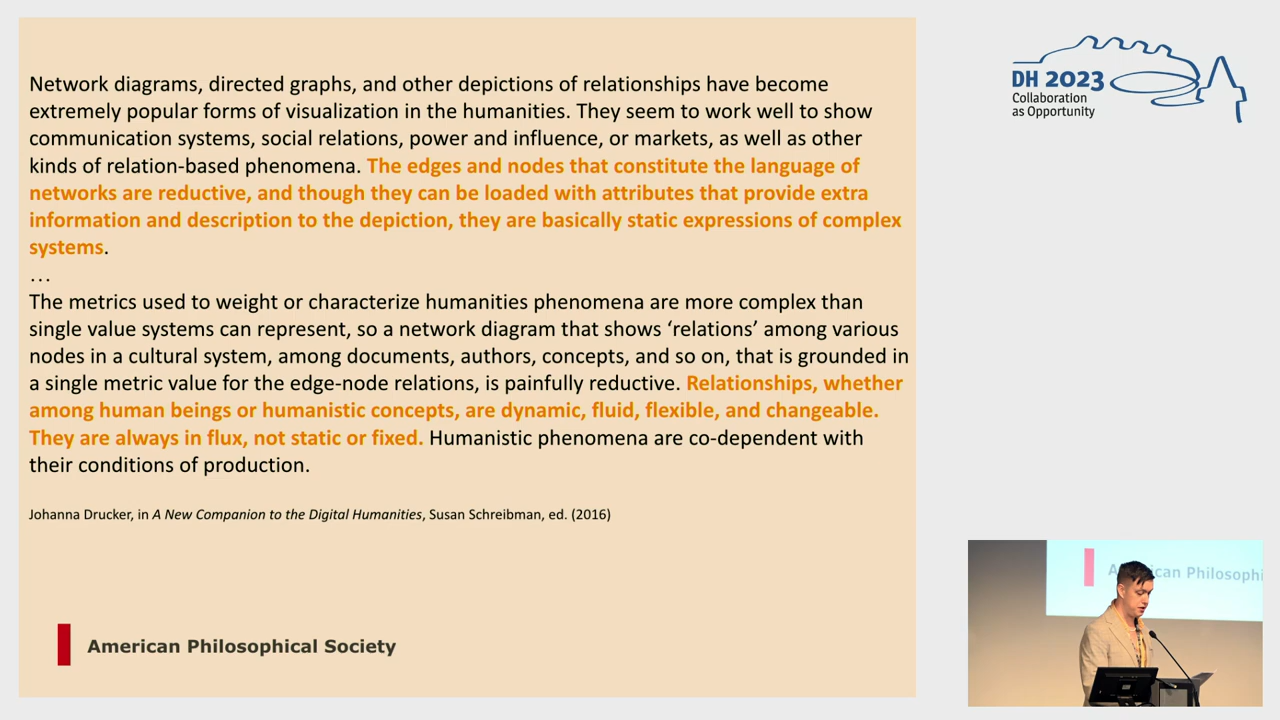 Network diagrams, directed graphs, and other depictions of relationships have become
extremely popular forms of visualization in the humanities. They seem to work well to show
communication systems, social relations, power and influence, or markets, as well as other
kinds of relation-based phenomena. The edges and nodes that constitute the language of
networks are reductive, and though they can be loaded with attributes that provide extra
information and description to the depiction, they are basically static expressions of complex
systems.
...
The metrics used to weight or characterize humanities phenomena are more complex than
single value systems can represent, so a network diagram that shows ‘relations’ among various
nodes in a cultural system, among documents, authors, concepts, and so on, that is grounded in
a single metric value for the edge-node relations, is painfully reductive. Relationships, whether
among human beings or humanistic concepts, are dynamic, fluid, flexible, and changeable.
They are always in flux, not static or fixed. Humanistic phenomena are co-dependent with
their conditions of production.
Johanna Drucker, in A New Companion to the Digital Humanities, Susan Schreibman, ed. (2016)
American Philosophical Society
DH 2023
Collaboration
as Opportunity